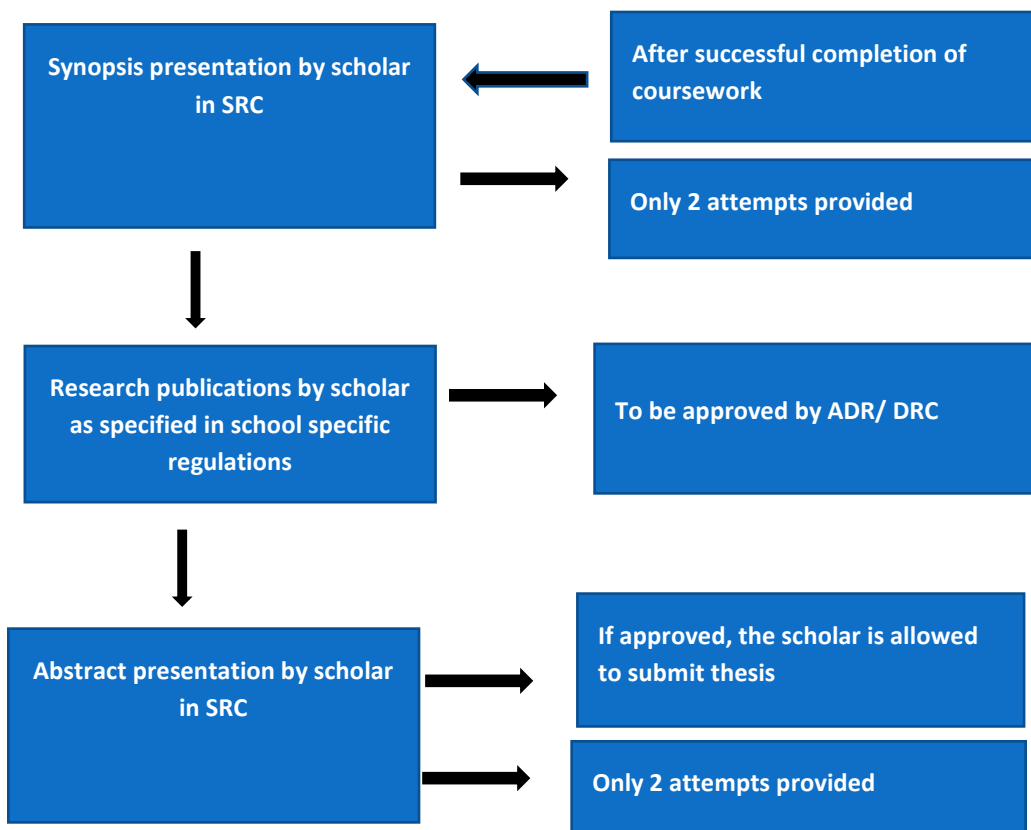 Synopsis presentation by scholar
in SRC
After successful completion of
coursework
Only 2 attempts provided
Research publications by scholar
as specified in school specific
regulations
To be approved by ADR/ DRC
Abstract presentation by scholar
in SRC
If approved, the scholar is allowed
to submit thesis
Only 2 attempts provided